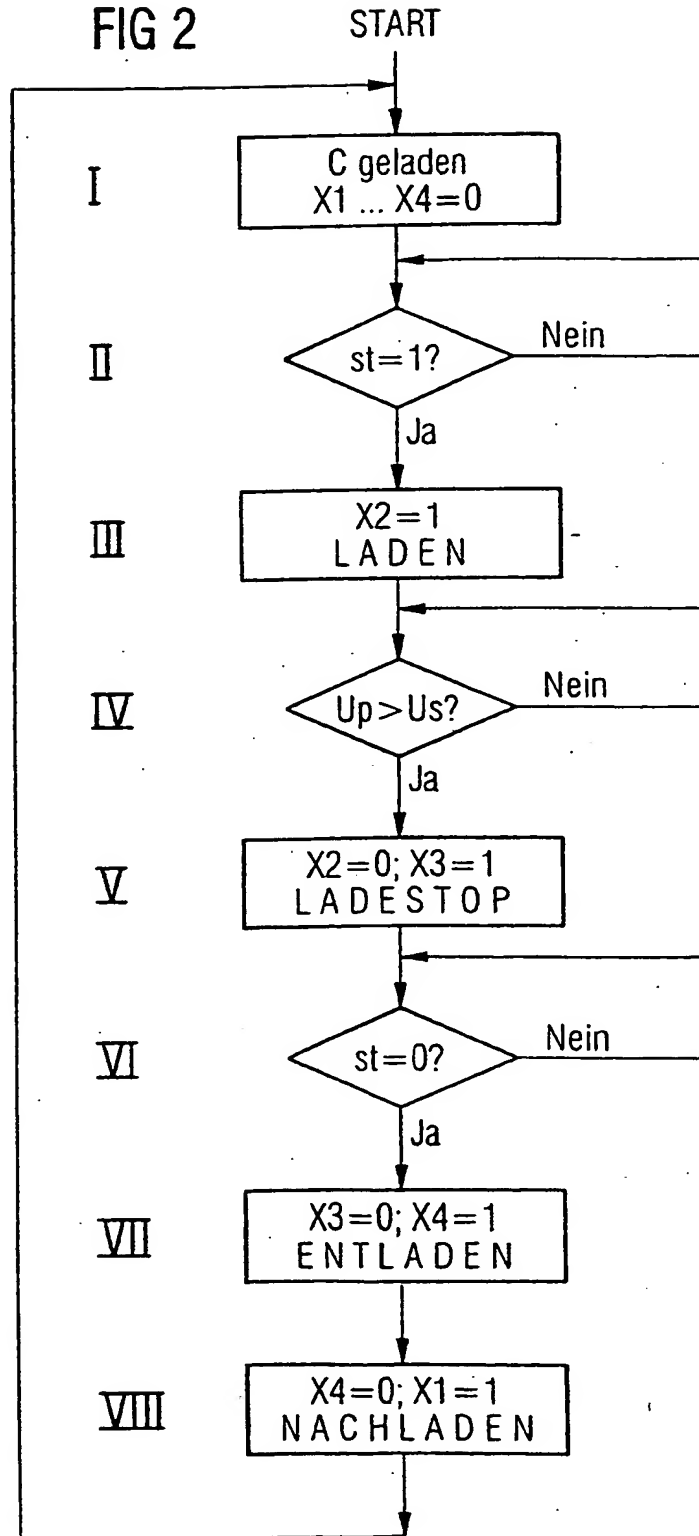 FIG 2
START
I
C geladen
X1 ... X4=0
II
st=1?
Nein
Ja
III
X2=1
LADEN
IV
Up>Us?
Nein
Ja
V
X2=0; X3=1
LADESTOP
VI
st=0?
Nein
Ja
VII
X3=0; X4=1
ENTLADEN
VIII
X4=0; X1=1
NACHLADEN